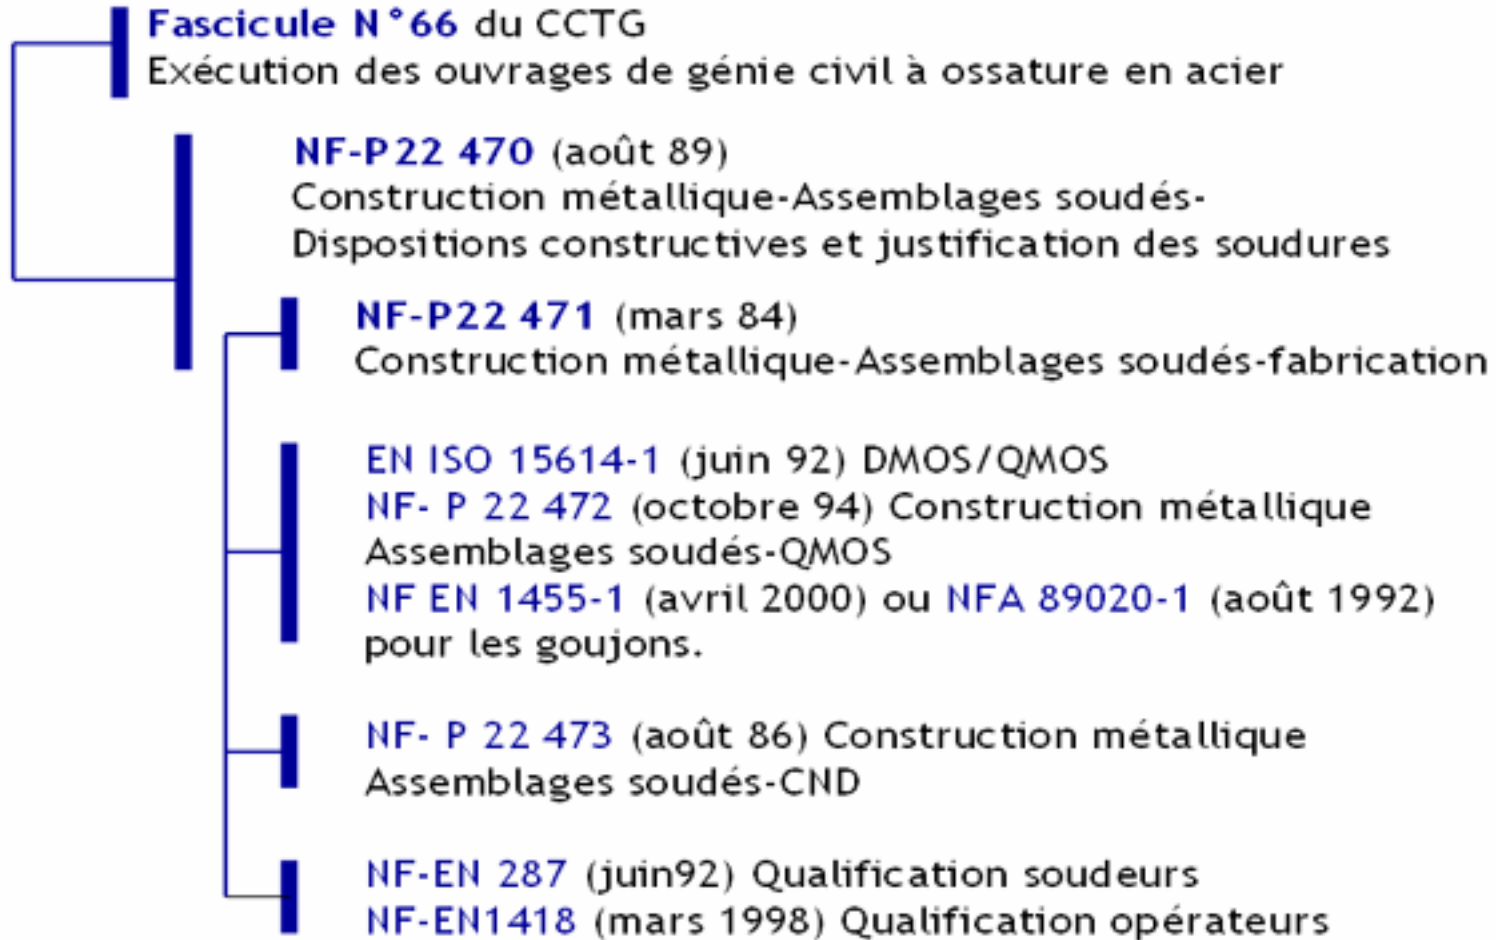 Fascicule N°66 du CCTG
Exécution des ouvrages de génie civil à ossature en acier
NF-P22 470 (août 89)
Construction métallique-Assemblages soudés-
Dispositions constructives et justification des soudures
NF-P22 471 (mars 84)
Construction métallique-Assemblages soudés-fabrication
EN ISO 15614-1 (juin 92) DMOS/QMOS
NF- P 22 472 (octobre 94) Construction métallique
Assemblages soudés-QMOS
NF EN 1455-1 (avril 2000) ou NFA 89020-1 (août 1992)
pour les goujons.
NF- P 22 473 (août 86) Construction métallique
Assemblages soudés-CND
NF-EN 287 (juin92) Qualification soudeurs
NF-EN1418 (mars 1998) Qualification opérateurs